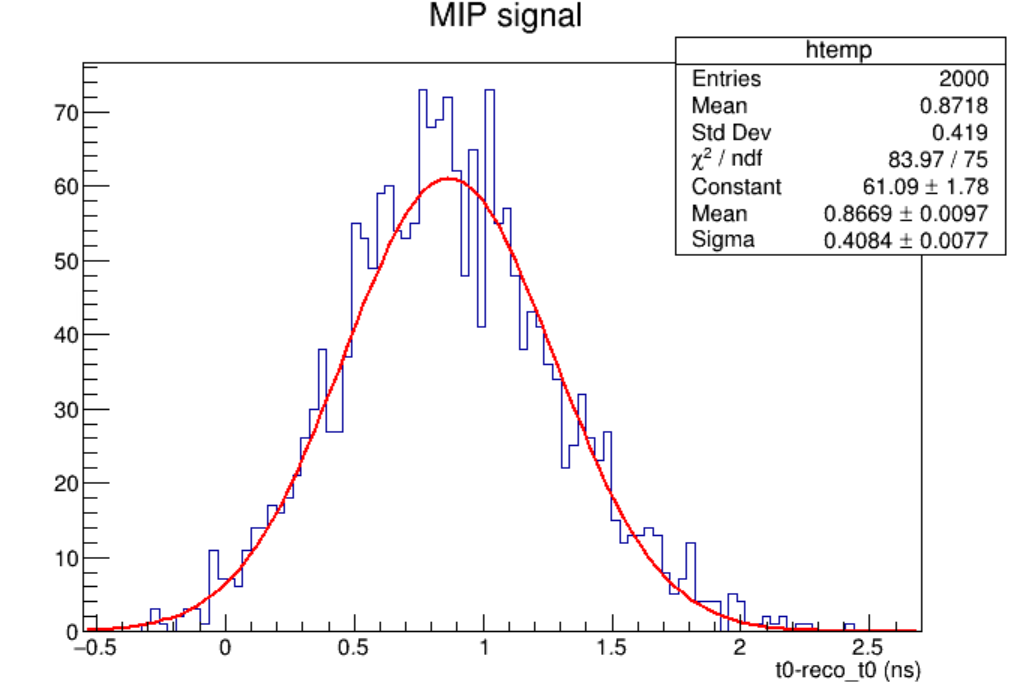 MIP signal
htemp
Entries 2000
Mean 0.8718
Std Dev 0.419
χ² / ndf 83.97 / 75
Constant 61.09 ± 1.78
Mean 0.8669 ± 0.0097
Sigma 0.4084 ± 0.0077
70
60
50
40
30
20
10
0
−0.5 0 0.5 1 1.5 2 2.5
t0-reco_t0 (ns)